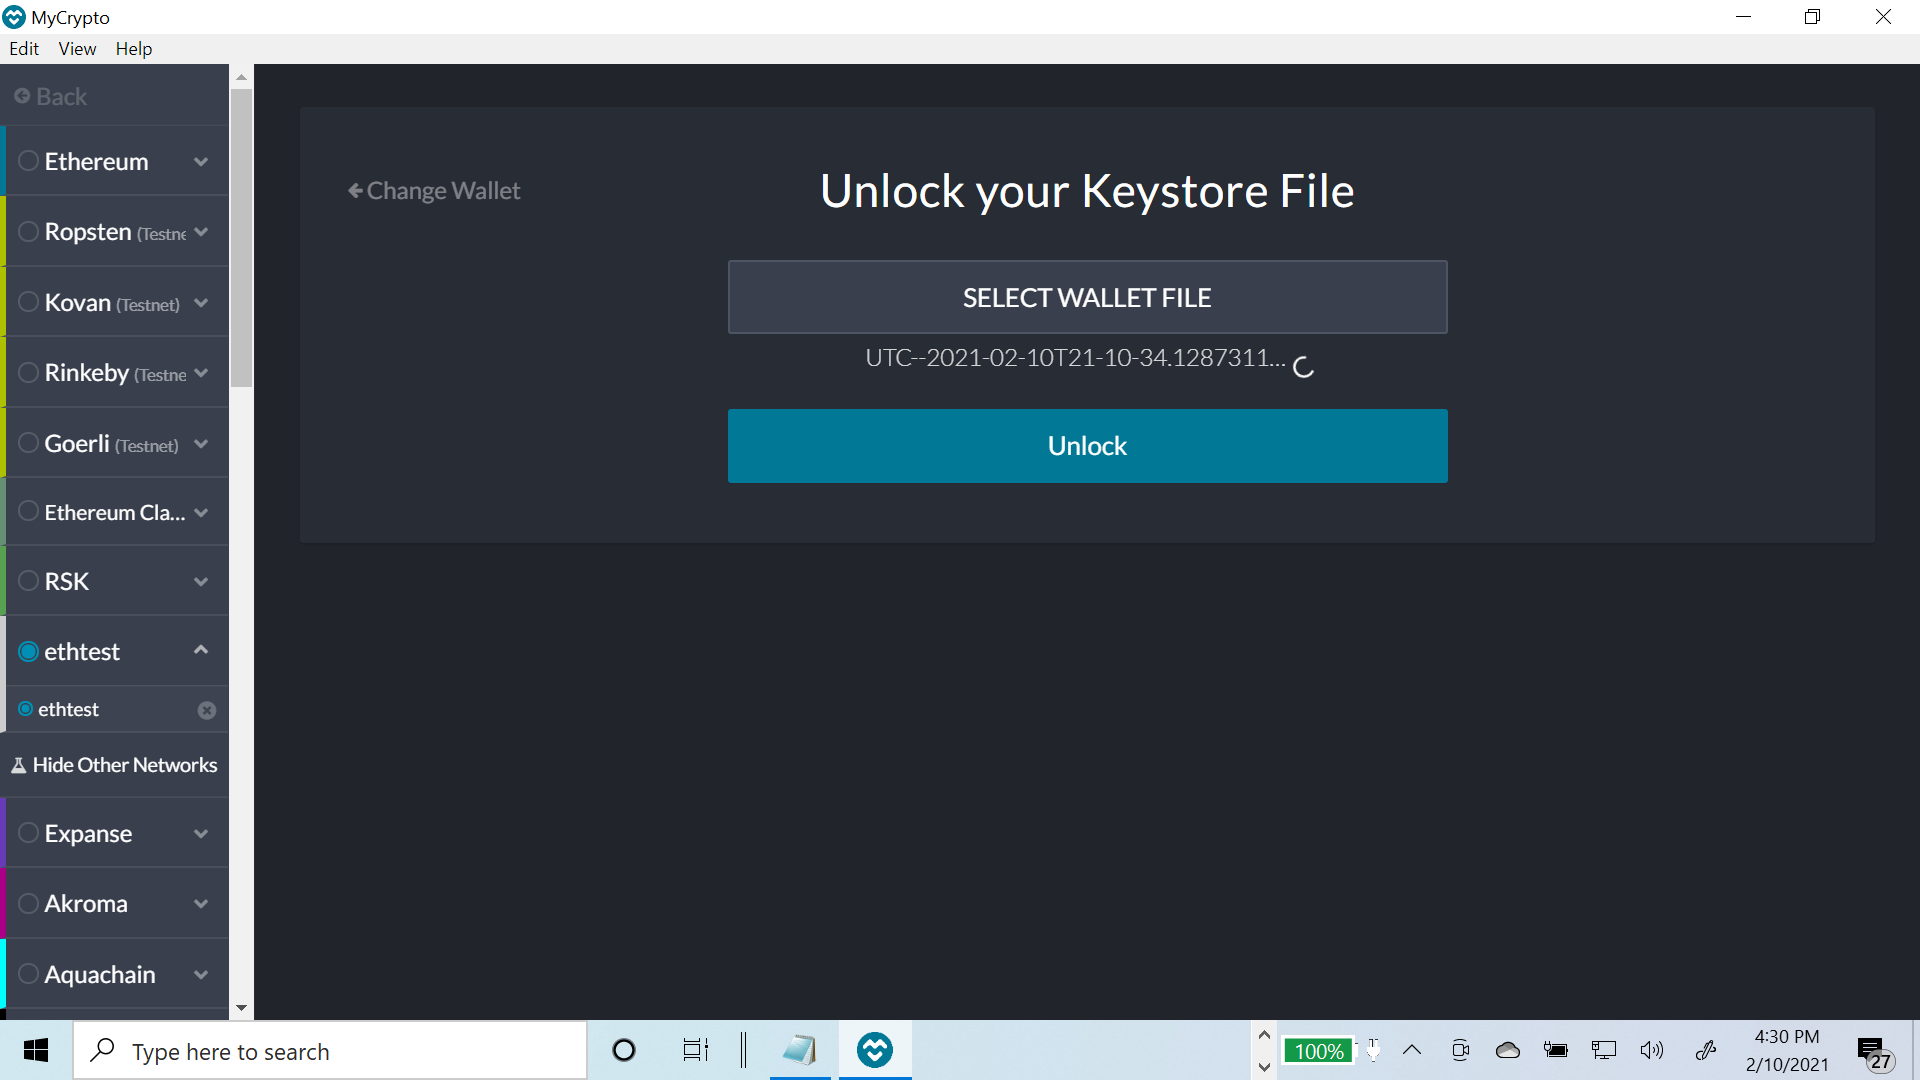 MyCrypto
Edit View Help
Back
Ethereum
Ropsten (Testne
Kovan (Testnet)
Rinkeby (Testne
Goerli (Testnet)
Ethereum Cla...
RSK
ethtest
ethtest
Hide Other Networks
Expanse
Akroma
Aquachain
Change Wallet
Unlock your Keystore File
SELECT WALLET FILE
UTC--2021-02-10T21-10-34.1287311...
Unlock
Type here to search
100%
4:30 PM
2/10/2021
27